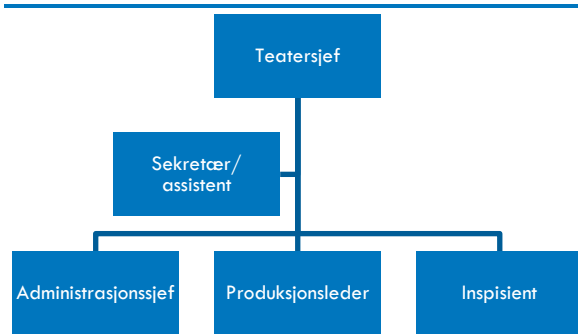 Teatersjef
Sekretær/
assistent
Administrasjonssjef
Produksjonsleder
Inspisient